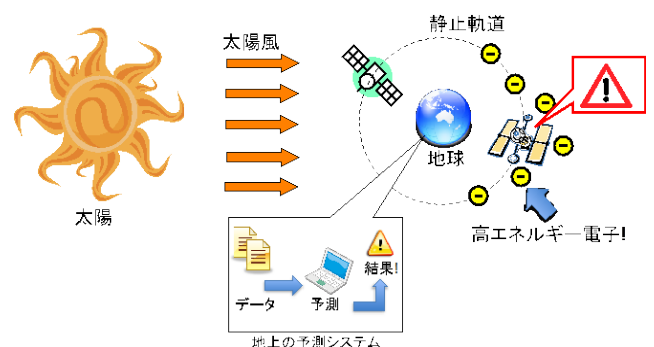 静止軌道
太陽風
地球
太陽
高エネルギー電子!
結果!
データ
予測
地上の予測システム